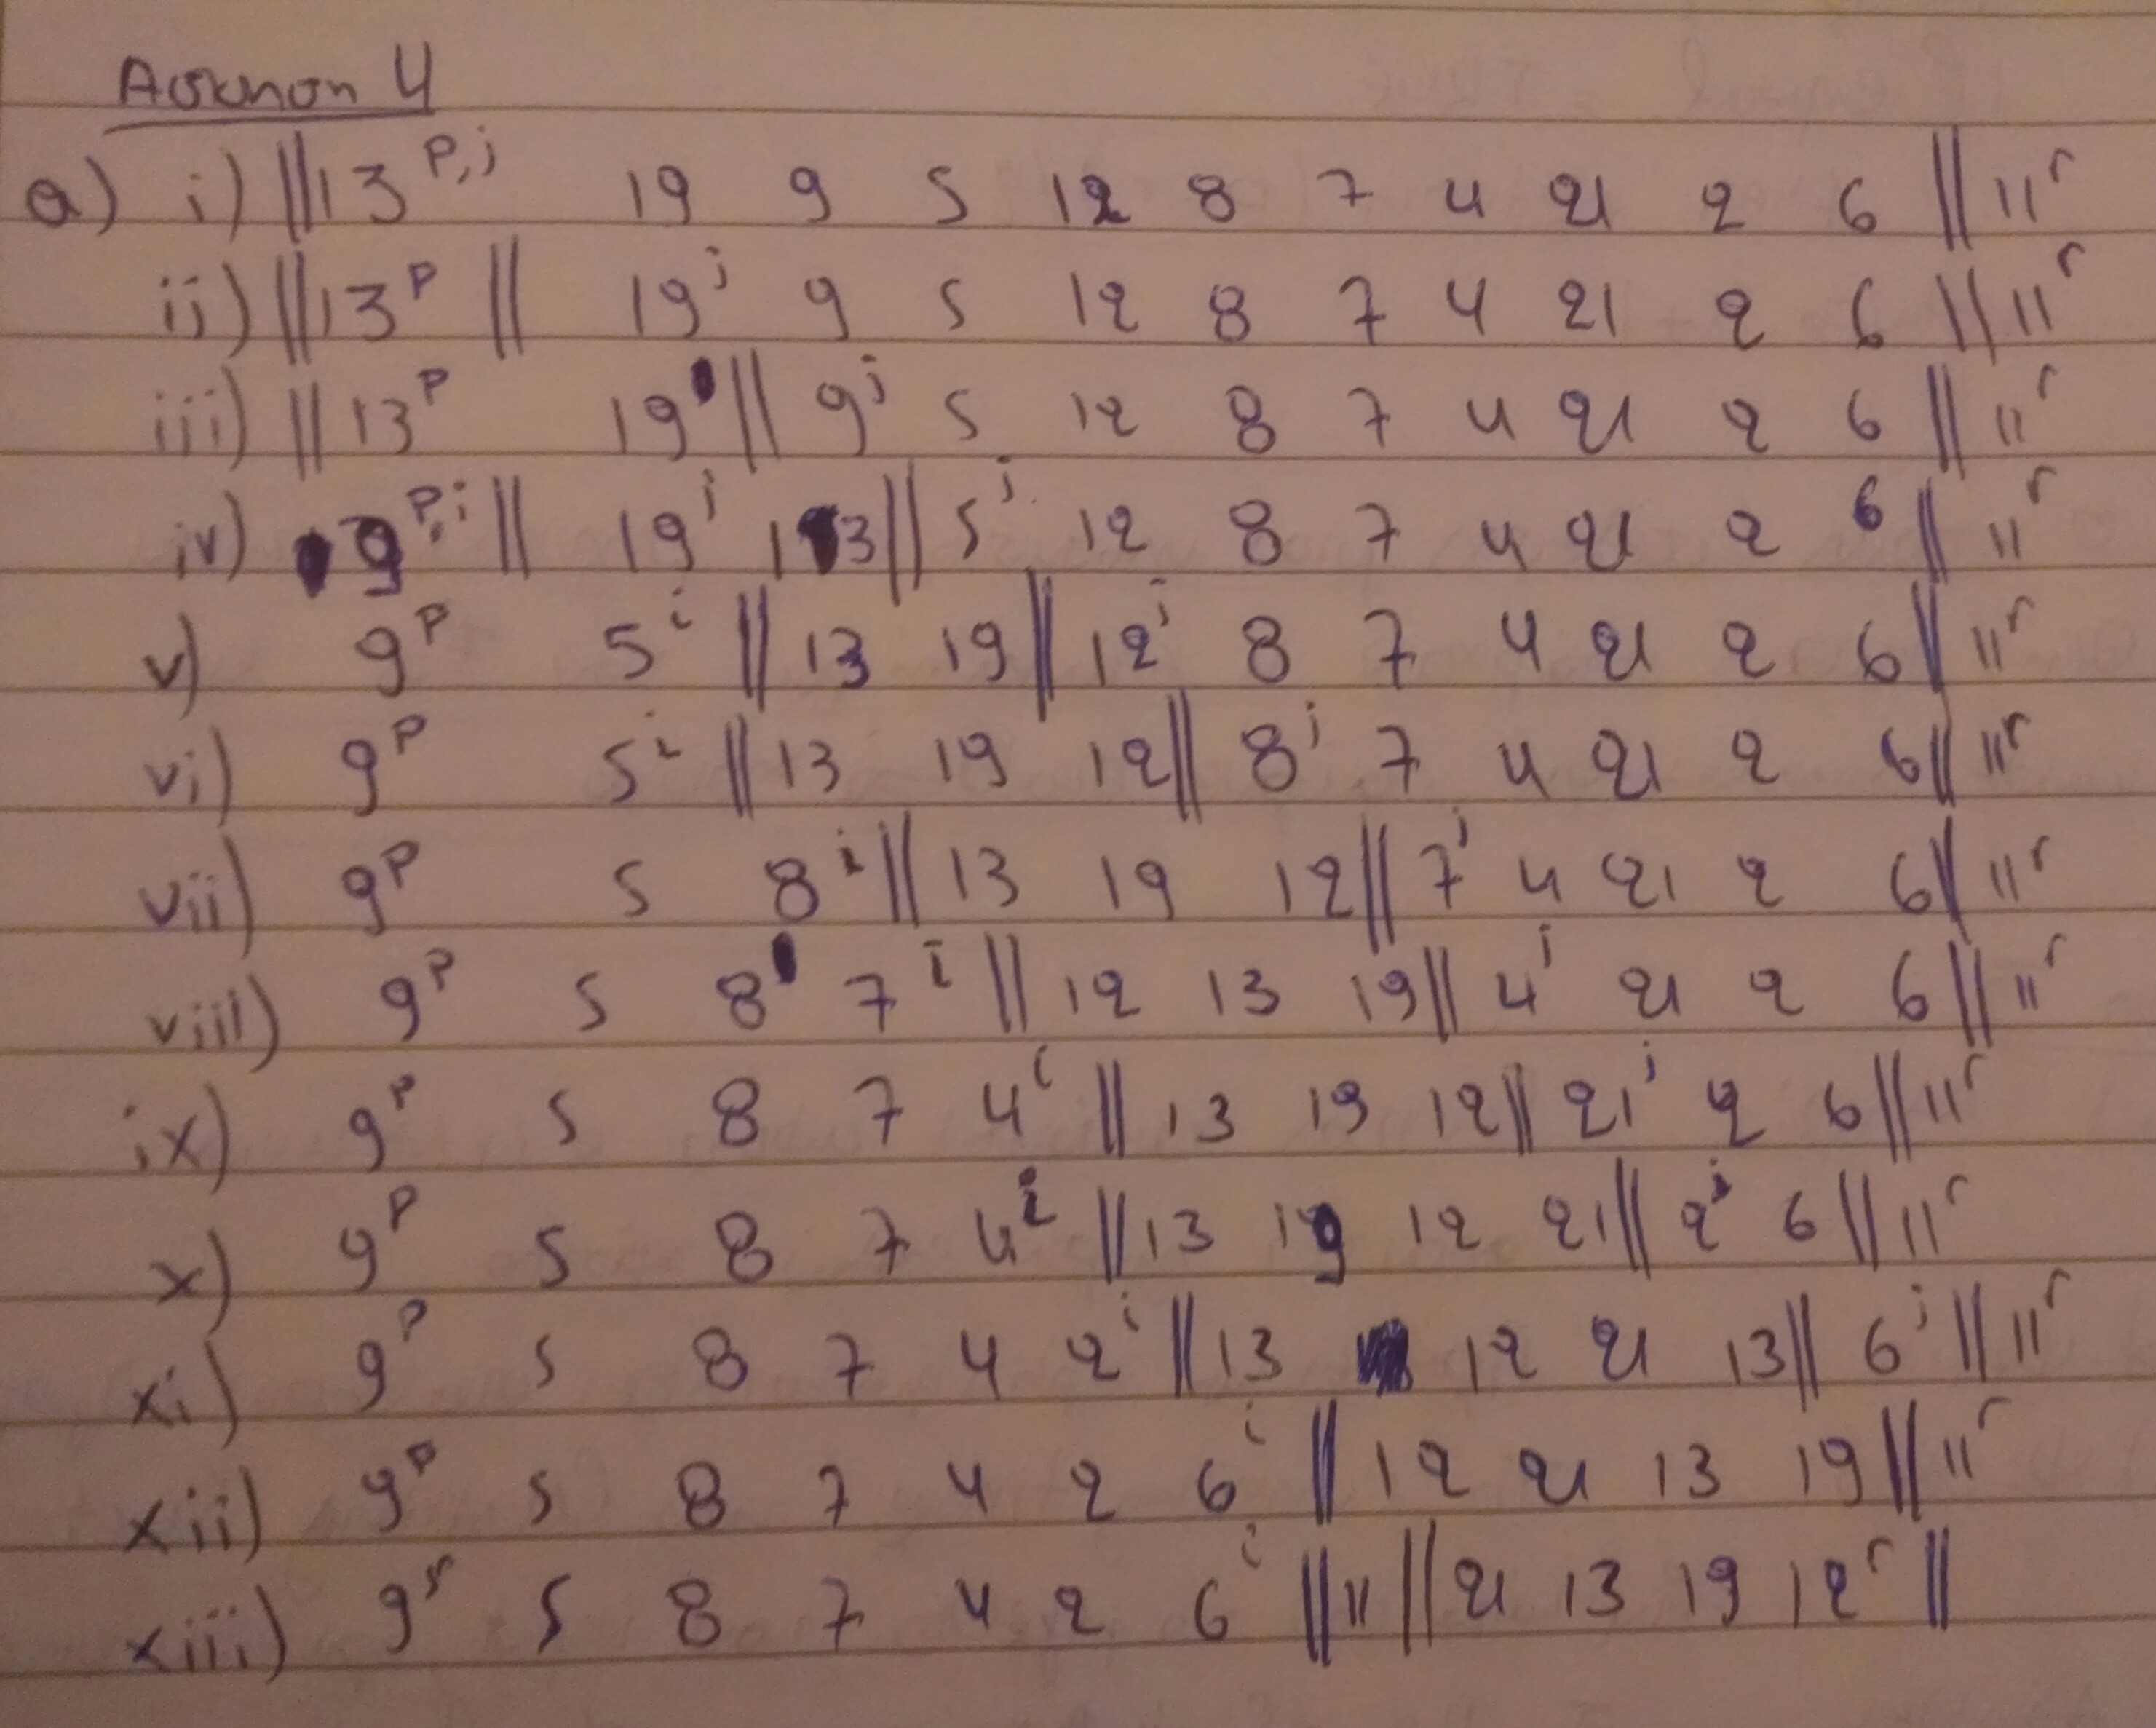 Άσκηση 4
a) i) ||13^p,j 19 9 5 12 8 7 4 21 2 6 || 11^r
ii) ||13^p || 19^j 9 5 12 8 7 4 21 2 6 || 11^r
iii) ||13^p 19 || 9^j 5 12 8 7 4 21 2 6 || 11^r
iv) 9^p,i || 19^j 13 || 5^j 12 8 7 4 21 2 6 || 11^r
v) 9^p 5^i || 13 19 || 12^j 8 7 4 21 2 6 || 11^r
vi) 9^p 5^i || 13 19 12 || 8^j 7 4 21 2 6 || 11^r
vii) 9^p 5 8^i || 13 19 12 || 7^j 4 21 2 6 || 11^r
viii) 9^p 5 8 7^i || 12 13 19 || 4^j 21 2 6 || 11^r
ix) 9^p 5 8 7 4^i || 13 19 12 || 21^j 2 6 || 11^r
x) 9^p 5 8 7 4^i || 13 19 12 21 || 2^j 6 || 11^r
xi) 9^p 5 8 7 4 2^i || 13 12 21 13 || 6^j || 11^r
xii) 9^p 5 8 7 4 2 6^i || 12 21 13 19 || 11^r
xiii) 9^r 5 8 7 4 2 6^i || 11 || 21 13 19 12^r ||